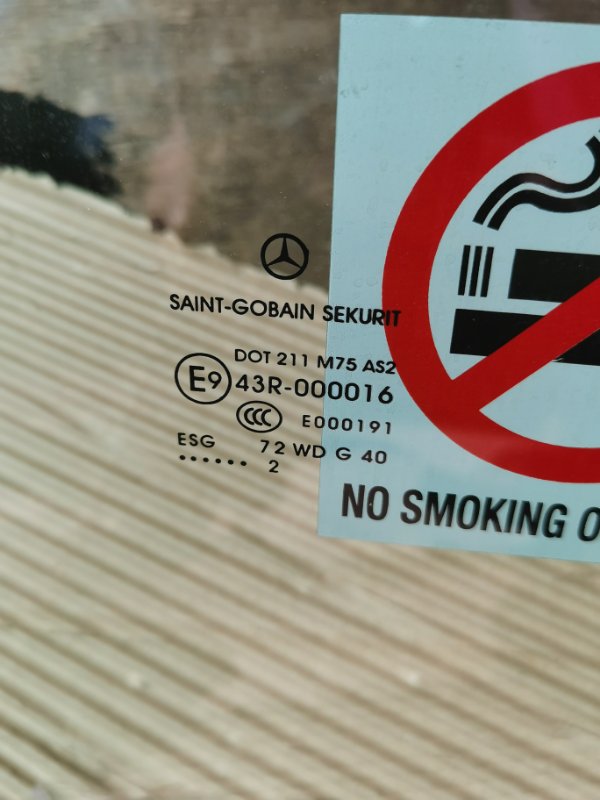 SAINT-GOBAIN SEKURIT
DOT 211 M75 AS2
E9 43R-000016
CCC E000191
ESG 72 WD G 40
...... 2
NO SMOKING O